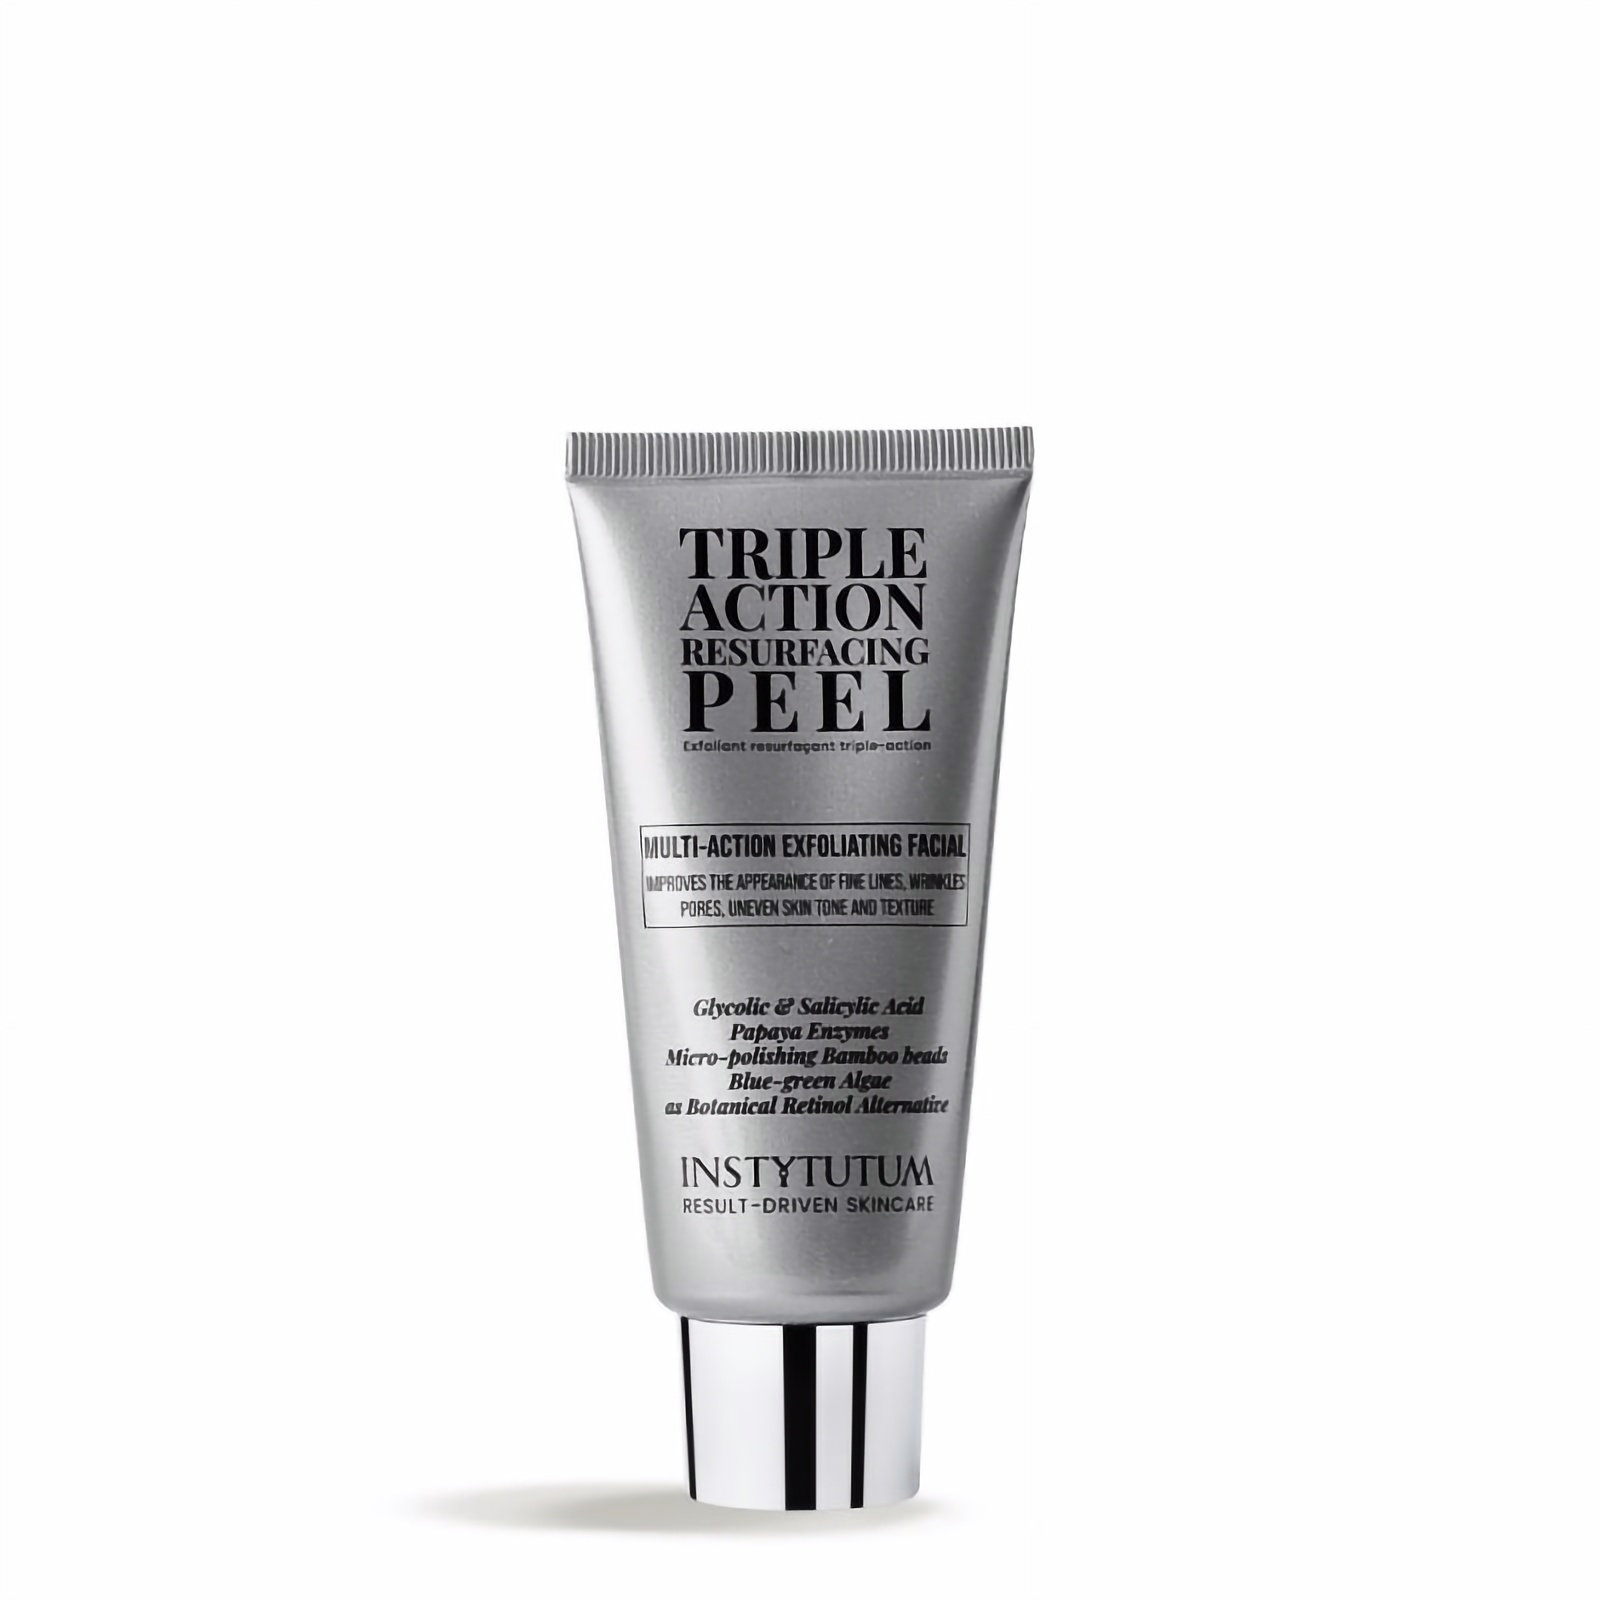 TRIPLE
ACTION
RESURFACING
PEEL
Exfoliant resurfaçant triple-action
MULTI-ACTION EXFOLIATING FACIAL
IMPROVES THE APPEARANCE OF FINE LINES, WRINKLES
PORES, UNEVEN SKIN TONE AND TEXTURE
Glycolic & Salicylic Acid
Papaya Enzymes
Micro-polishing Bamboo beads
Blue-green Algae
as Botanical Retinol Alternative
INSTYTUTUM
RESULT-DRIVEN SKINCARE